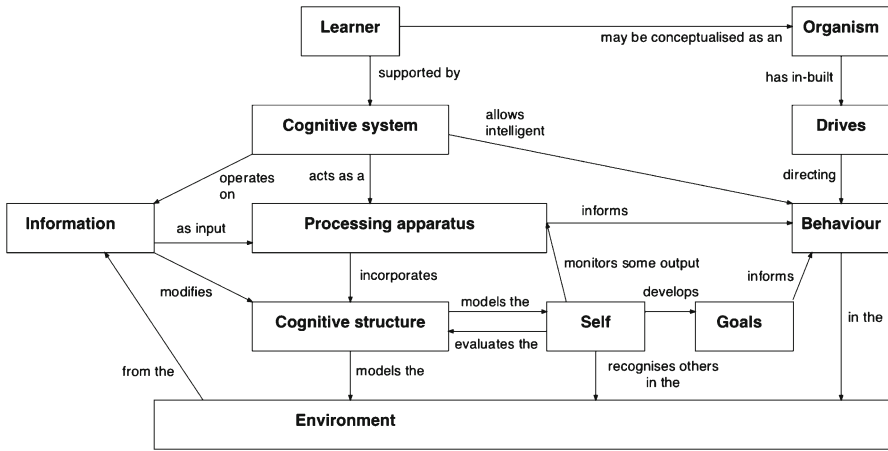 Learner
may be conceptualised as an
Organism
supported by
has in-built
Cognitive system
allows
intelligent
Drives
operates
on
acts as a
directing
Information
as input
Processing apparatus
informs
Behaviour
modifies
incorporates
monitors some output
informs
Cognitive structure
models the
evaluates the
Self
develops
Goals
in the
from the
models the
recognises others
in the
Environment